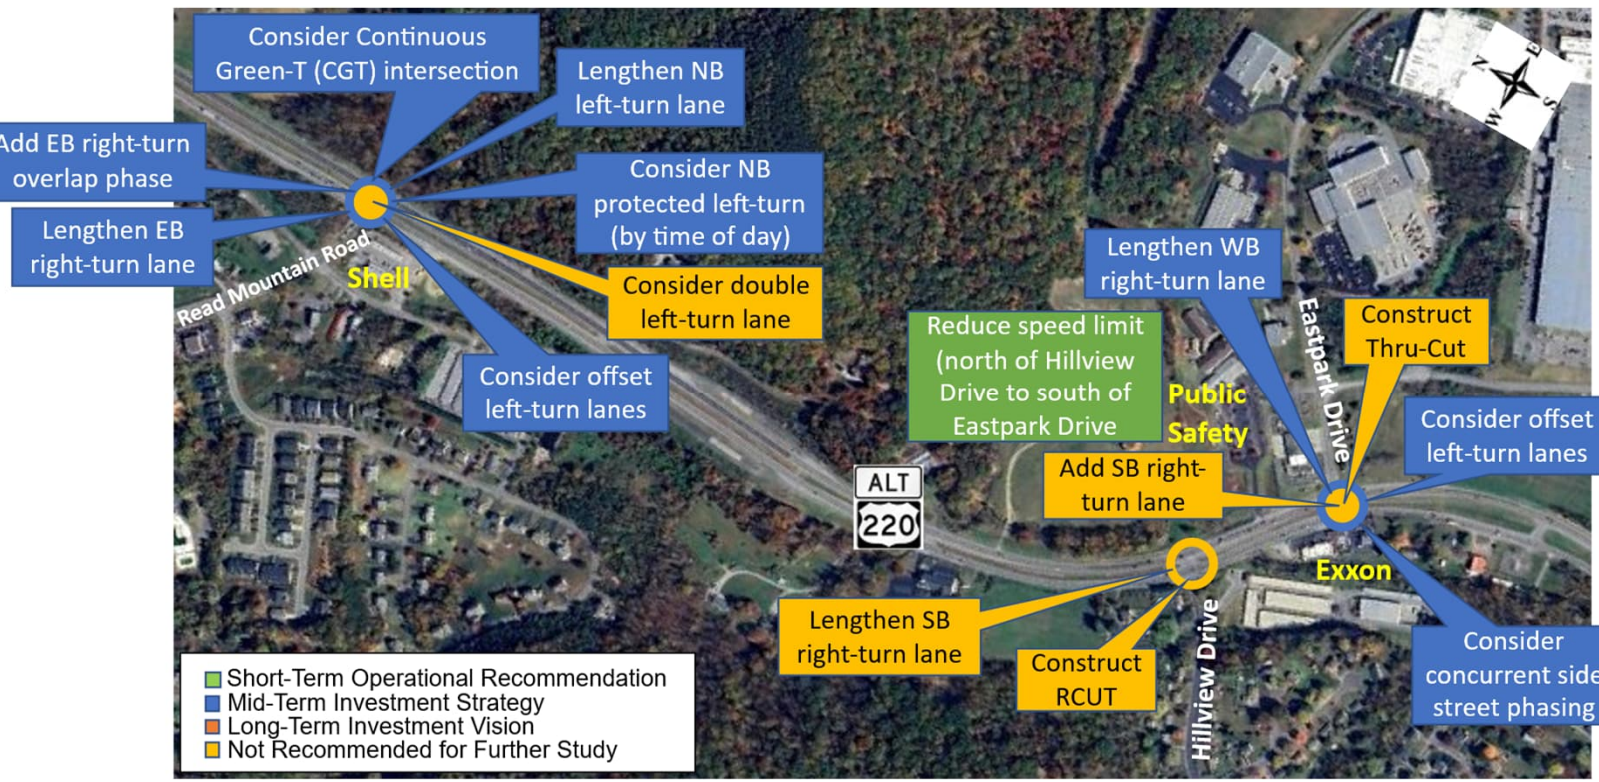 Consider Continuous
Green-T (CGT) intersection
Lengthen NB
left-turn lane
Add EB right-turn
overlap phase
Consider NB
protected left-turn
(by time of day)
Lengthen EB
right-turn lane
Read Mountain Road
Shell
Consider double
left-turn lane
Consider offset
left-turn lanes
N
E
S
W
Lengthen WB
right-turn lane
Eastpark Drive
Construct
Thru-Cut
Reduce speed limit
(north of Hillview
Drive to south of
Eastpark Drive
Public
Safety
Consider offset
left-turn lanes
Add SB right-
turn lane
ALT
220
Exxon
Lengthen SB
right-turn lane
Construct
RCUT
Hillview Drive
Consider
concurrent side
street phasing
Short-Term Operational Recommendation
Mid-Term Investment Strategy
Long-Term Investment Vision
Not Recommended for Further Study